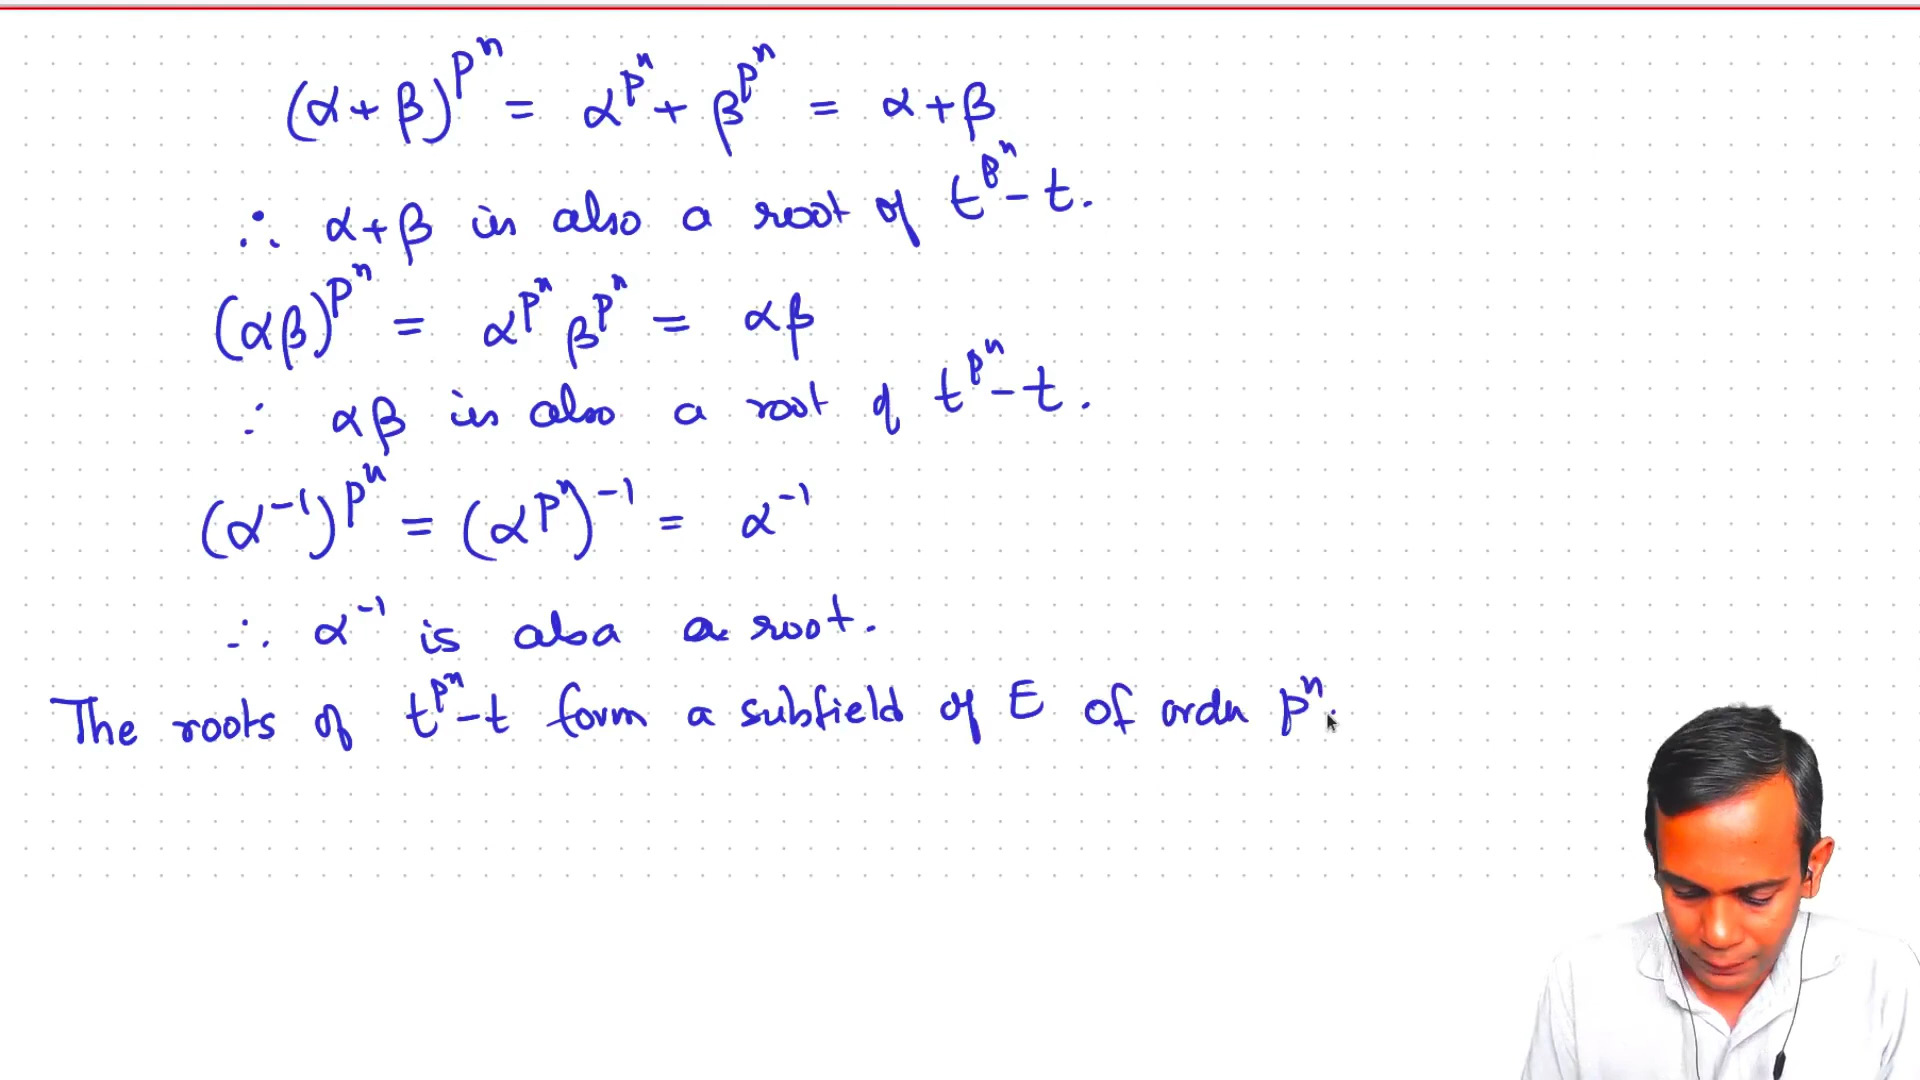 (α+β)^{p^n} = α^{p^n} + β^{p^n} = α+β
∴ α+β is also a root of t^{p^n} - t.
(αβ)^{p^n} = α^{p^n} β^{p^n} = αβ
∴ αβ is also a root of t^{p^n} - t.
(α^{-1})^{p^n} = (α^{p^n})^{-1} = α^{-1}
∴ α^{-1} is also a root.
The roots of t^{p^n} - t form a subfield of E of order p^n.